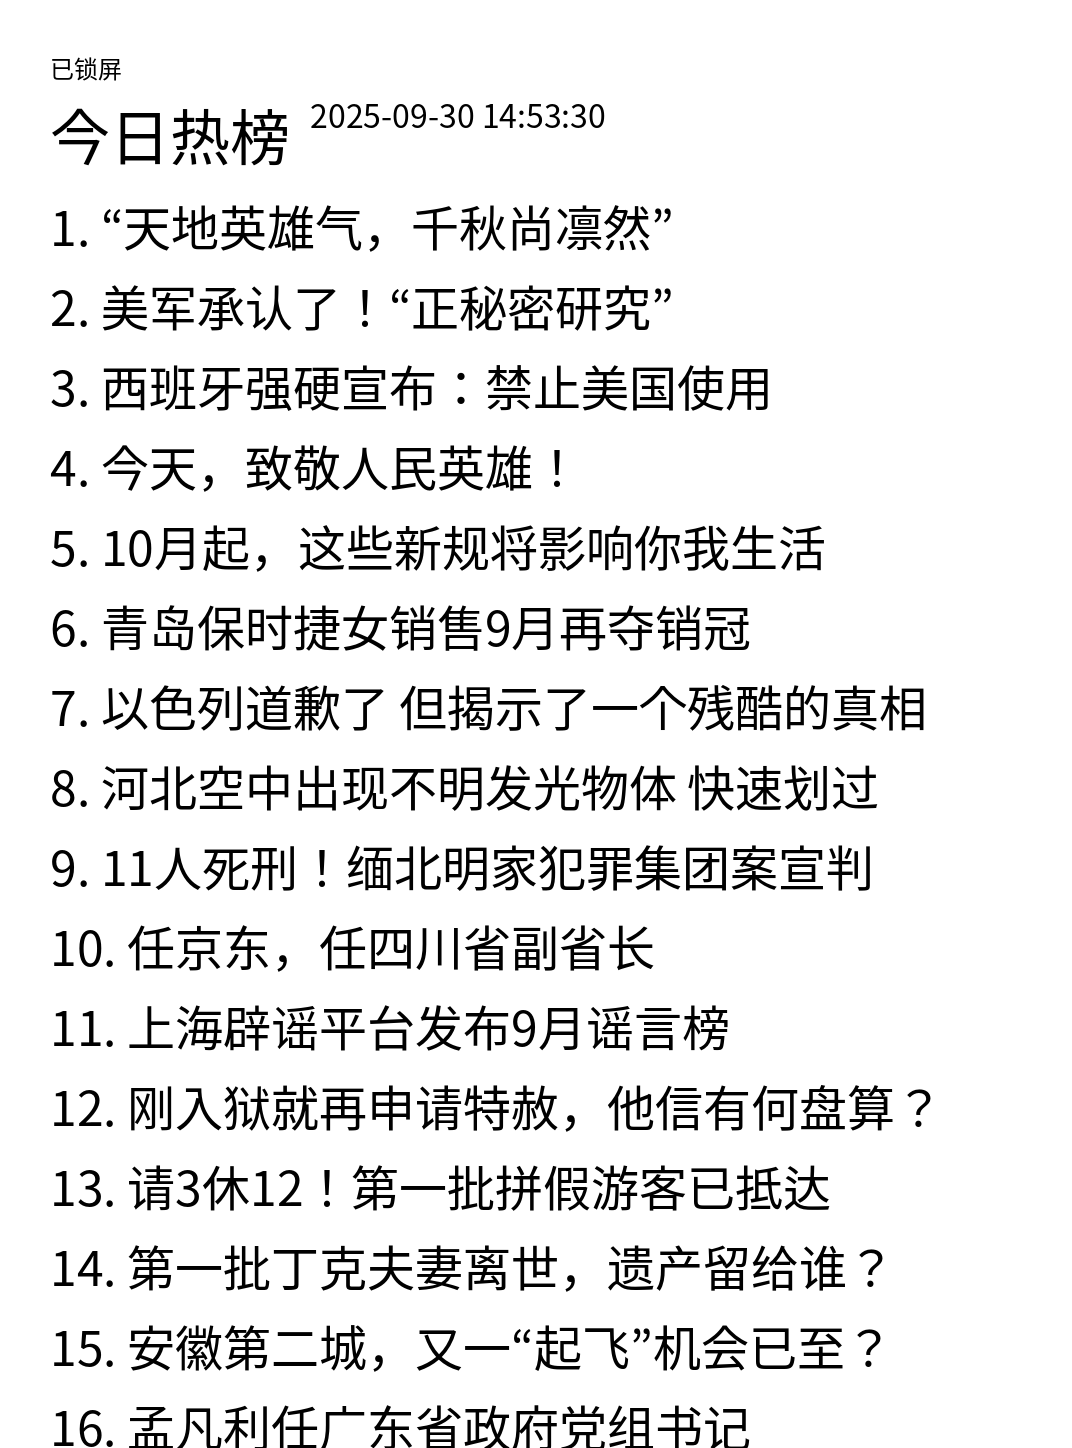 已锁屏
今日热榜 2025-09-30 14:53:30
1. “天地英雄气，千秋尚凛然”
2. 美军承认了！“正秘密研究”
3. 西班牙强硬宣布：禁止美国使用
4. 今天，致敬人民英雄！
5. 10月起，这些新规将影响你我生活
6. 青岛保时捷女销售9月再夺销冠
7. 以色列道歉了 但揭示了一个残酷的真相
8. 河北空中出现不明发光物体 快速划过
9. 11人死刑！缅北明家犯罪集团案宣判
10. 任京东，任四川省副省长
11. 上海辟谣平台发布9月谣言榜
12. 刚入狱就再申请特赦，他信有何盘算？
13. 请3休12！第一批拼假游客已抵达
14. 第一批丁克夫妻离世，遗产留给谁？
15. 安徽第二城，又一“起飞”机会已至？
16. 孟凡利任广东省政府党组书记